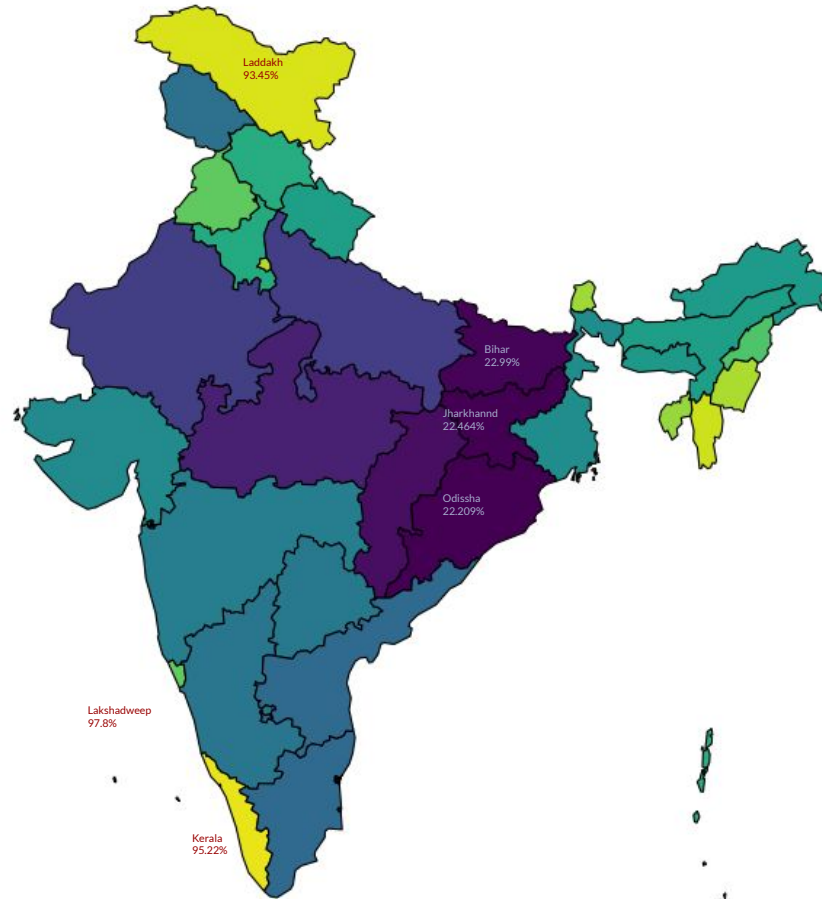 Laddakh
93.45%
Bihar
22.99%
Jharkhannd
22.464%
Odissha
22.209%
Lakshadweep
97.8%
Kerala
95.22%